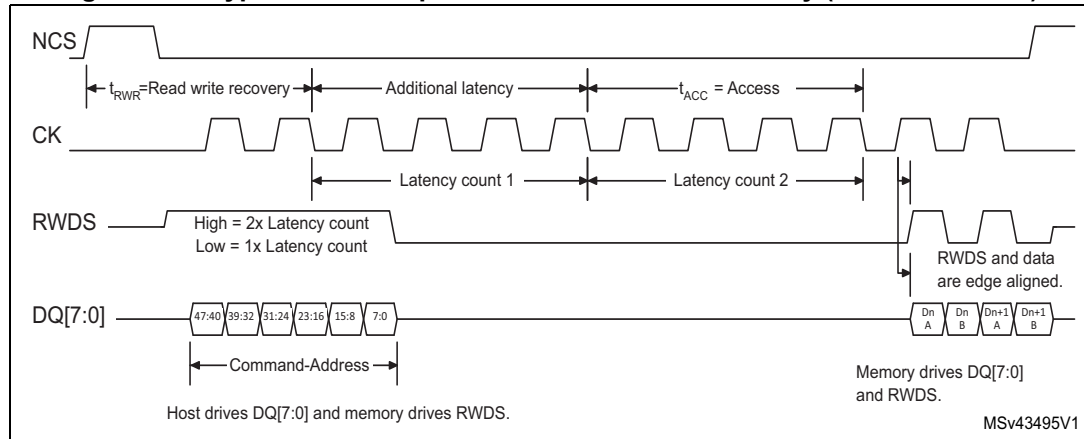 NCS
t_RWR=Read write recovery
Additional latency
t_ACC = Access
CK
Latency count 1
Latency count 2
RWDS
High = 2x Latency count
Low = 1x Latency count
RWDS and data
are edge aligned.
DQ[7:0]
47:40 39:32 31:24 23:16 15:8 7:0
Dn Dn Dn+1 Dn+1
A B A B
Command-Address
Memory drives DQ[7:0]
and RWDS.
Host drives DQ[7:0] and memory drives RWDS.
MSv43495V1